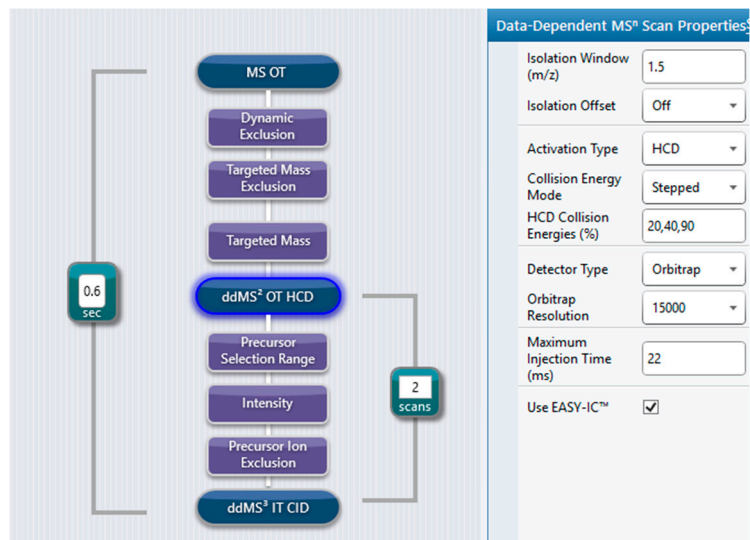 MS OT
Dynamic
Exclusion
Targeted Mass
Exclusion
Targeted Mass
0.6
sec
ddMS² OT HCD
Precursor
Selection Range
2
scans
Intensity
Precursor Ion
Exclusion
ddMS³ IT CID
Data-Dependent MSⁿ Scan Properties
Isolation Window
(m/z)
1.5
Isolation Offset
Off
Activation Type
HCD
Collision Energy
Mode
Stepped
HCD Collision
Energies (%)
20,40,90
Detector Type
Orbitrap
Orbitrap
Resolution
15000
Maximum
Injection Time
(ms)
22
Use EASY-IC™